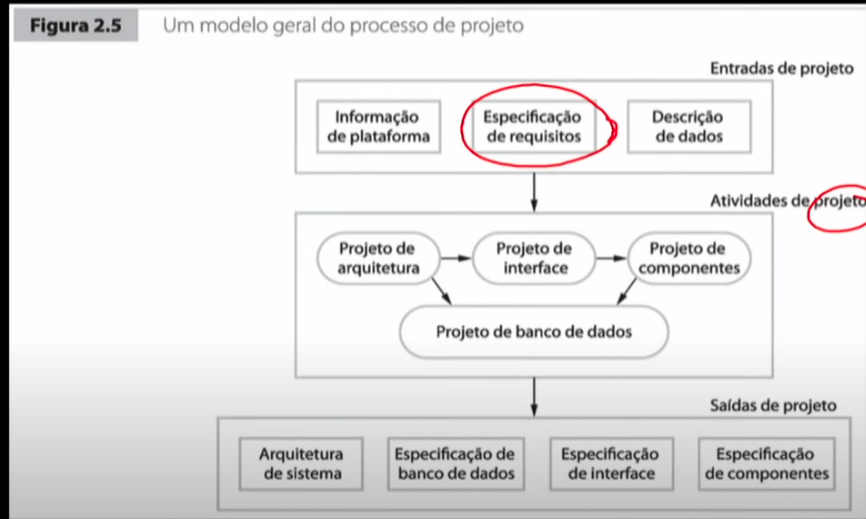 Figura 2.5 Um modelo geral do processo de projeto
Entradas de projeto
Informação
de plataforma
Especificação
de requisitos
Descrição
de dados
Atividades de projeto
Projeto de
arquitetura
Projeto de
interface
Projeto de
componentes
Projeto de banco de dados
Saídas de projeto
Arquitetura
de sistema
Especificação de
banco de dados
Especificação
de interface
Especificação
de componentes